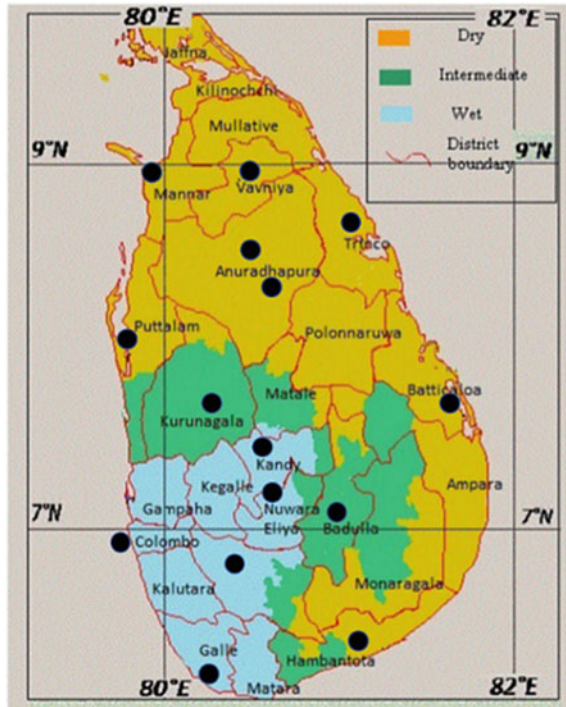 80°E
82°E
Dry
Intermediate
Wet
District
boundary
Jaffna
Kilinochchi
Mullative
9°N
9°N
Mannar
Vavniya
Trinco
Anuradhapura
Puttalam
Polonnaruwa
Batticaloa
Matale
Kurunagala
Kandy
Kegalle
Ampara
Gampaha
Nuwara
Eliya
Badulla
7°N
7°N
Colombo
Kalutara
Monaragala
Galle
Hambantota
Matara
80°E
82°E